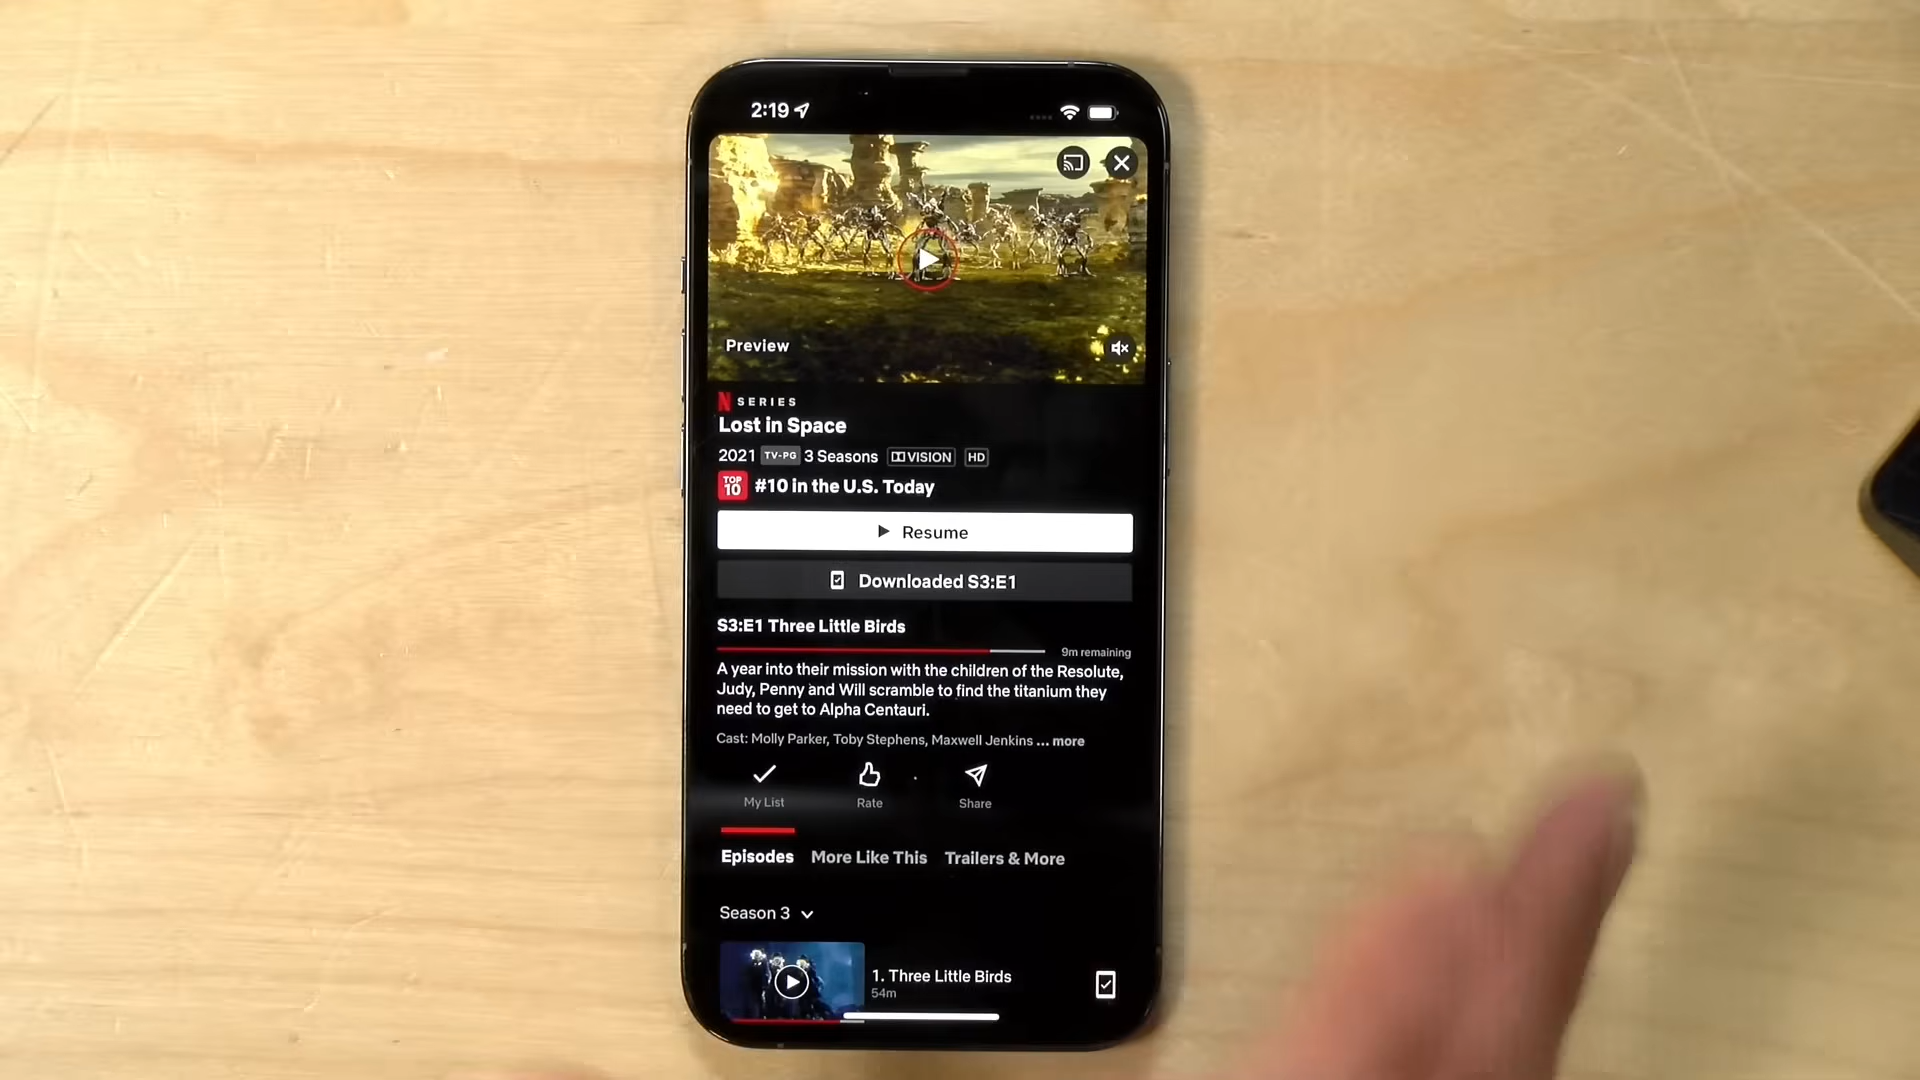 2:19
Preview
N SERIES
Lost in Space
2021 TV-PG 3 Seasons VISION HD
TOP 10 #10 in the U.S. Today
Resume
Downloaded S3:E1
S3:E1 Three Little Birds
9m remaining
A year into their mission with the children of the Resolute,
Judy, Penny and Will scramble to find the titanium they
need to get to Alpha Centauri.
Cast: Molly Parker, Toby Stephens, Maxwell Jenkins ... more
My List Rate Share
Episodes More Like This Trailers & More
Season 3
1. Three Little Birds
54m